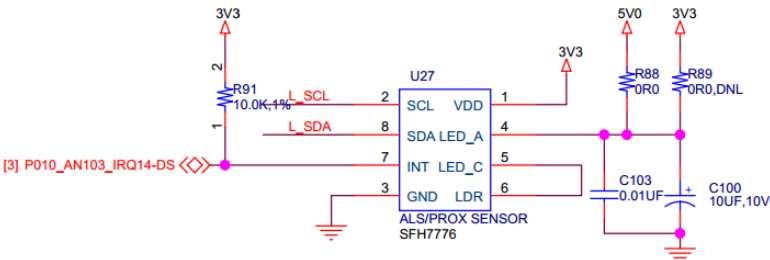 3V3
5V0
3V3
3V3
U27
R91
10.0K,1%
2
1
L_SCL
L_SDA
[3] P010_AN103_IRQ14-DS
2
8
7
3
SCL
SDA
INT
GND
VDD
LED_A
LED_C
LDR
1
4
5
6
ALS/PROX SENSOR
SFH7776
R88
0R0
R89
0R0,DNL
C103
0.01UF
+
C100
10UF,10V